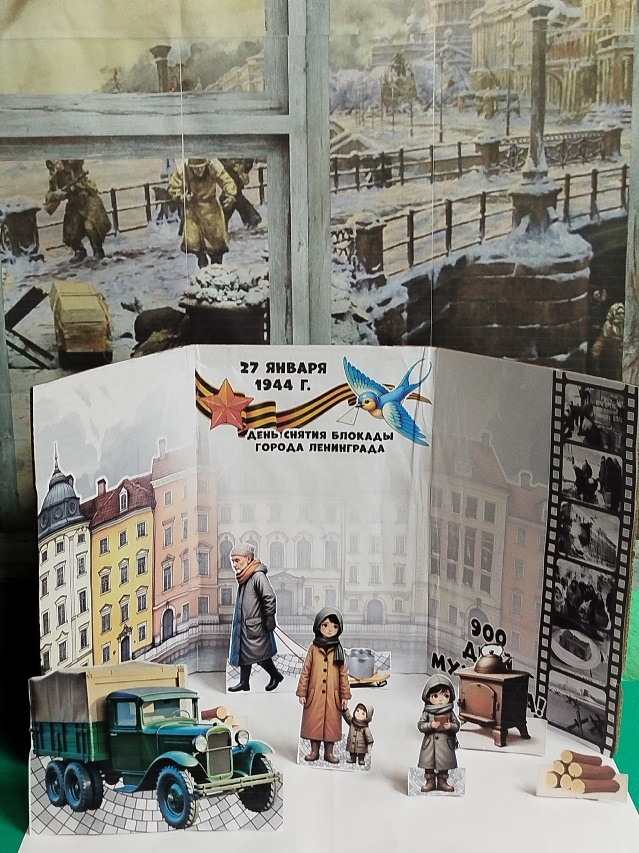 27 ЯНВАРЯ
1944 Г.
ДЕНЬ СНЯТИЯ БЛОКАДЫ
ГОРОДА ЛЕНИНГРАДА
900